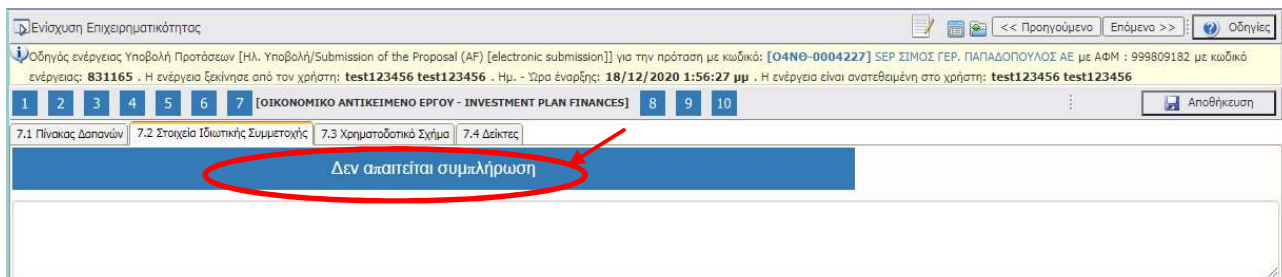 Ενίσχυση Επιχειρηματικότητας << Προηγούμενο Επόμενο >> Οδηγίες
Οδηγός ενέργειας Υποβολή Προτάσεων [Ηλ. Υποβολή/Submission of the Proposal (AF) [electronic submission]] για την πρόταση με κωδικό: [Ο4ΝΘ-0004227] SEP ΣΙΜΟΣ ΓΕΡ. ΠΑΠΑΔΟΠΟΥΛΟΣ ΑΕ με ΑΦΜ : 999809182 με κωδικό
ενέργειας: 831165 . Η ενέργεια ξεκίνησε από τον χρήστη: test123456 test123456 . Ημ. - Ώρα έναρξης: 18/12/2020 1:56:27 μμ . Η ενέργεια είναι ανατεθειμένη στο χρήστη: test123456 test123456
1 2 3 4 5 6 7 [ΟΙΚΟΝΟΜΙΚΟ ΑΝΤΙΚΕΙΜΕΝΟ ΕΡΓΟΥ - INVESTMENT PLAN FINANCES] 8 9 10 Αποθήκευση
7.1 Πίνακας Δαπανών 7.2 Στοιχεία Ιδιωτικής Συμμετοχής 7.3 Χρηματοδοτικό Σχήμα 7.4 Δείκτες
Δεν απαιτείται συμπλήρωση